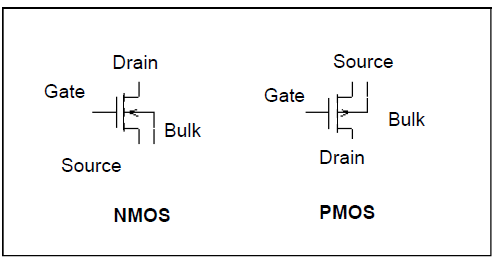 Drain
Gate
Bulk
Source
NMOS
Source
Gate
Bulk
Drain
PMOS